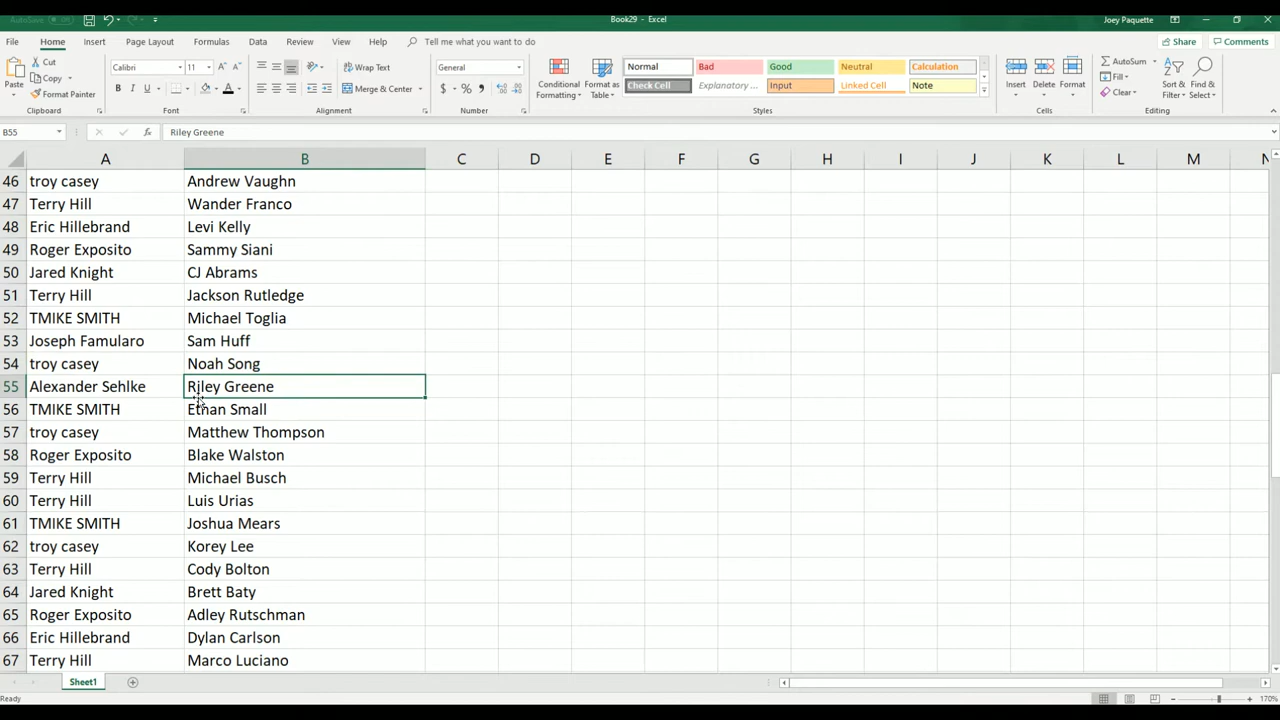 AutoSave Off
Book29 - Excel
Joey Paquette
File Home Insert Page Layout Formulas Data Review View Help Tell me what you want to do Share Comments
Paste
Cut
Copy
Format Painter
Clipboard
Calibri 11
B I U
Font
Wrap Text
Merge & Center
Alignment
General
$ %
Number
Conditional Formatting
Format as Table
Normal Bad Good Neutral Calculation
Check Cell Explanatory ... Input Linked Cell Note
Styles
Insert Delete Format
Cells
AutoSum
Fill
Clear
Sort & Filter
Find & Select
Editing
B55 fx Riley Greene
A B C D E F G H I J K L M N
46 troy casey Andrew Vaughn
47 Terry Hill Wander Franco
48 Eric Hillebrand Levi Kelly
49 Roger Exposito Sammy Siani
50 Jared Knight CJ Abrams
51 Terry Hill Jackson Rutledge
52 TMIKE SMITH Michael Toglia
53 Joseph Famularo Sam Huff
54 troy casey Noah Song
55 Alexander Sehlke Riley Greene
56 TMIKE SMITH Ethan Small
57 troy casey Matthew Thompson
58 Roger Exposito Blake Walston
59 Terry Hill Michael Busch
60 Terry Hill Luis Urias
61 TMIKE SMITH Joshua Mears
62 troy casey Korey Lee
63 Terry Hill Cody Bolton
64 Jared Knight Brett Baty
65 Roger Exposito Adley Rutschman
66 Eric Hillebrand Dylan Carlson
67 Terry Hill Marco Luciano
Sheet1
Ready
170%